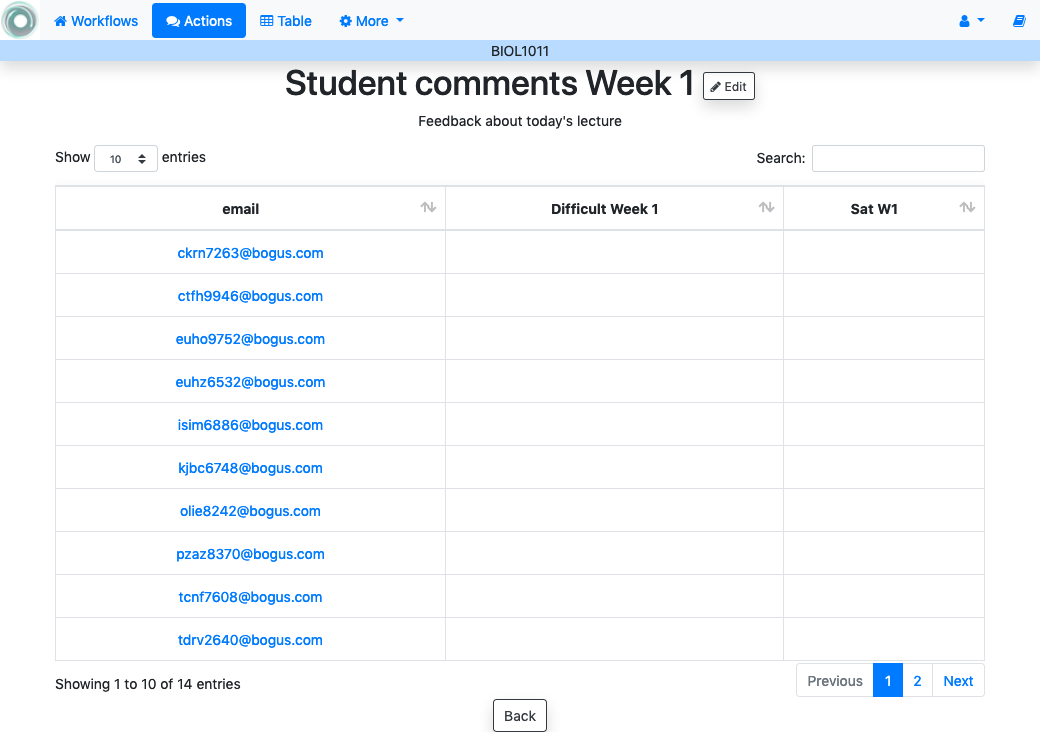 Workflows Actions Table More
BIOL1011
Student comments Week 1 Edit
Feedback about today's lecture
Show 10 entries Search:
email Difficult Week 1 Sat W1
ckrn7263@bogus.com
ctfh9946@bogus.com
euho9752@bogus.com
euhz6532@bogus.com
isim6886@bogus.com
kjbc6748@bogus.com
olie8242@bogus.com
pzaz8370@bogus.com
tcnf7608@bogus.com
tdrv2640@bogus.com
Showing 1 to 10 of 14 entries Previous 1 2 Next
Back